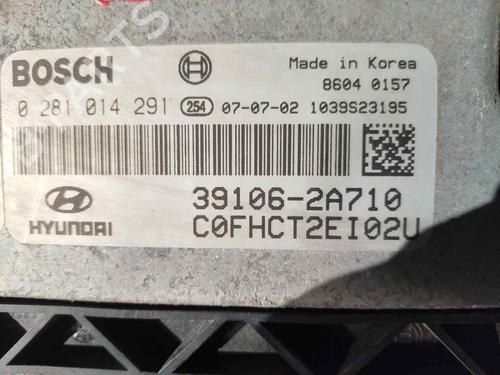 BOSCH
Made in Korea
8604 0157
0 281 014 291 254 07-07-02 1039S23195
HYUNDAI
39106-2A710
C0FHCT2EI02U